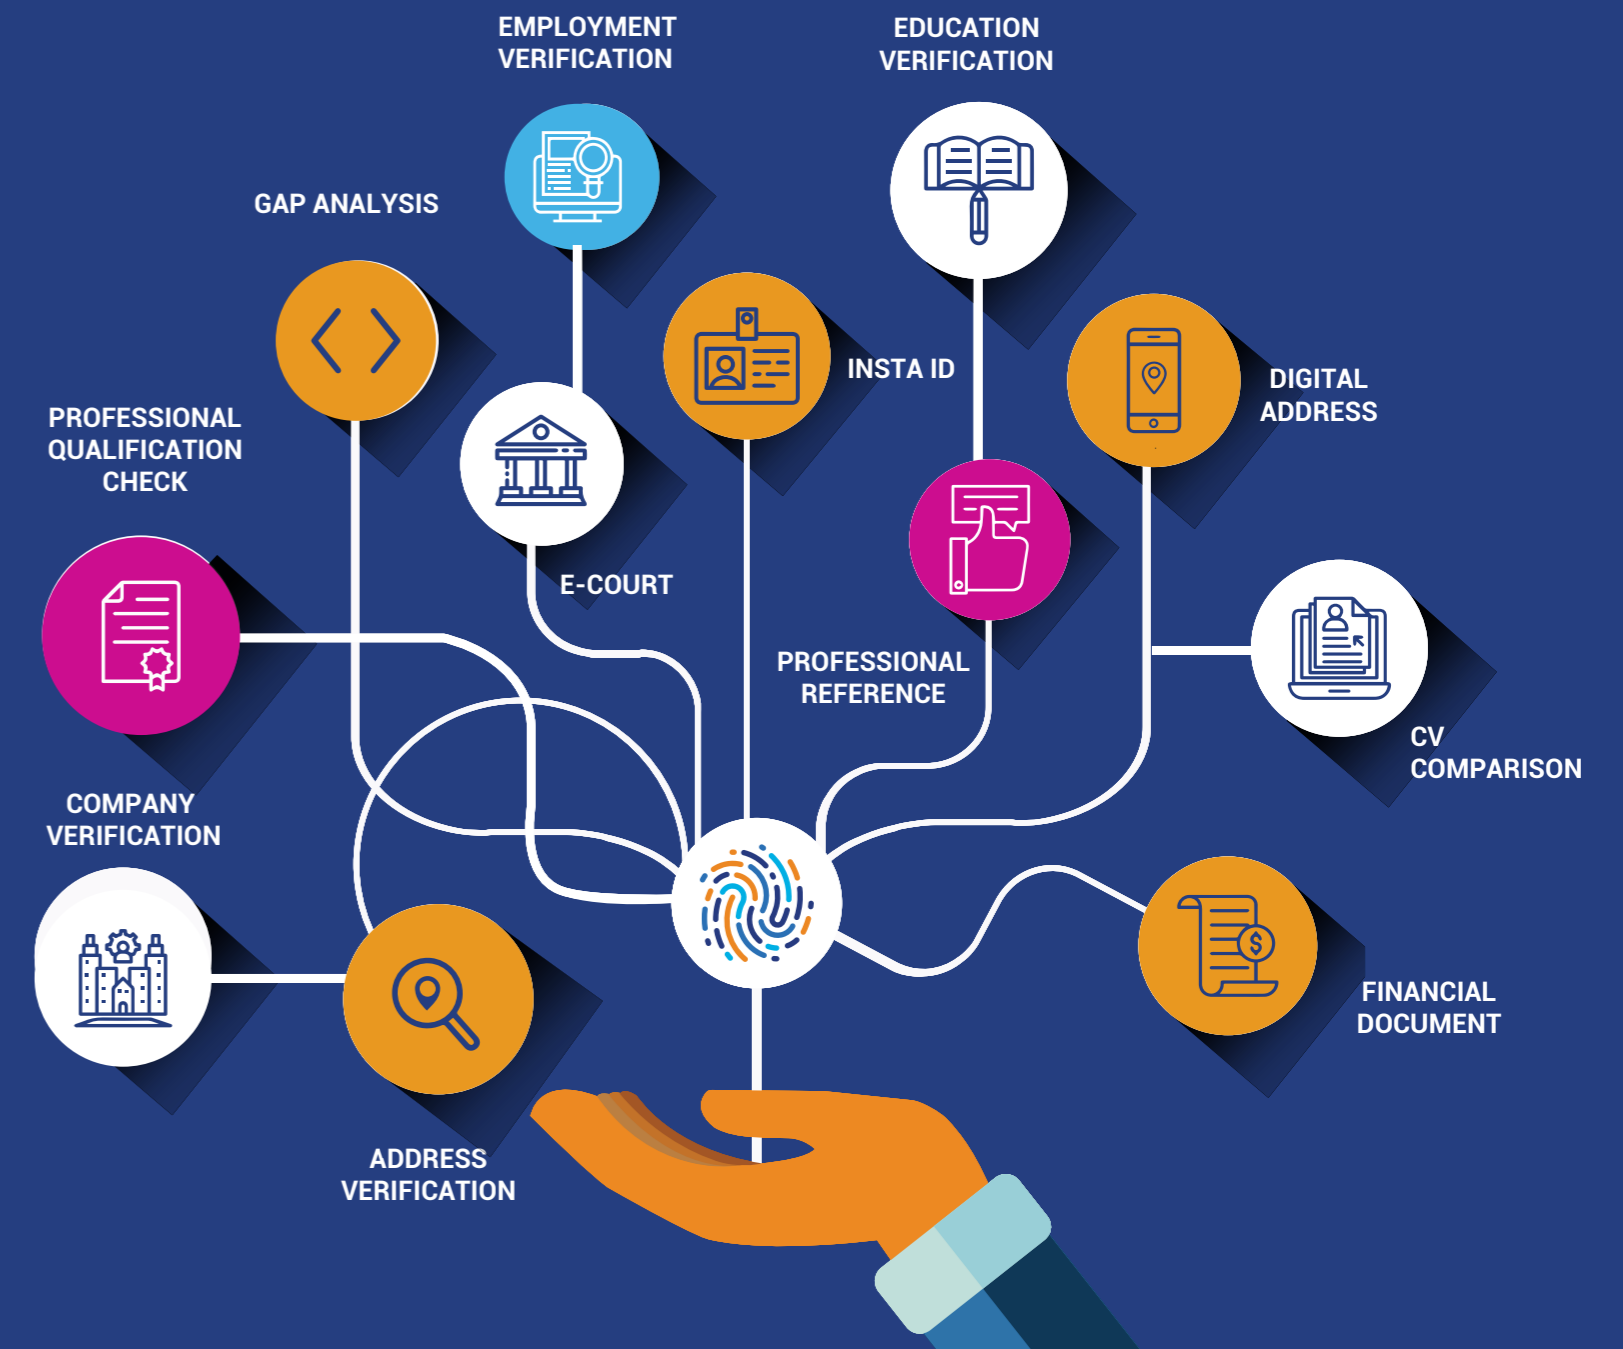 EMPLOYMENT
VERIFICATION
EDUCATION
VERIFICATION
GAP ANALYSIS
INSTA ID
DIGITAL
ADDRESS
PROFESSIONAL
QUALIFICATION
CHECK
E-COURT
PROFESSIONAL
REFERENCE
CV
COMPARISON
COMPANY
VERIFICATION
FINANCIAL
DOCUMENT
ADDRESS
VERIFICATION
$